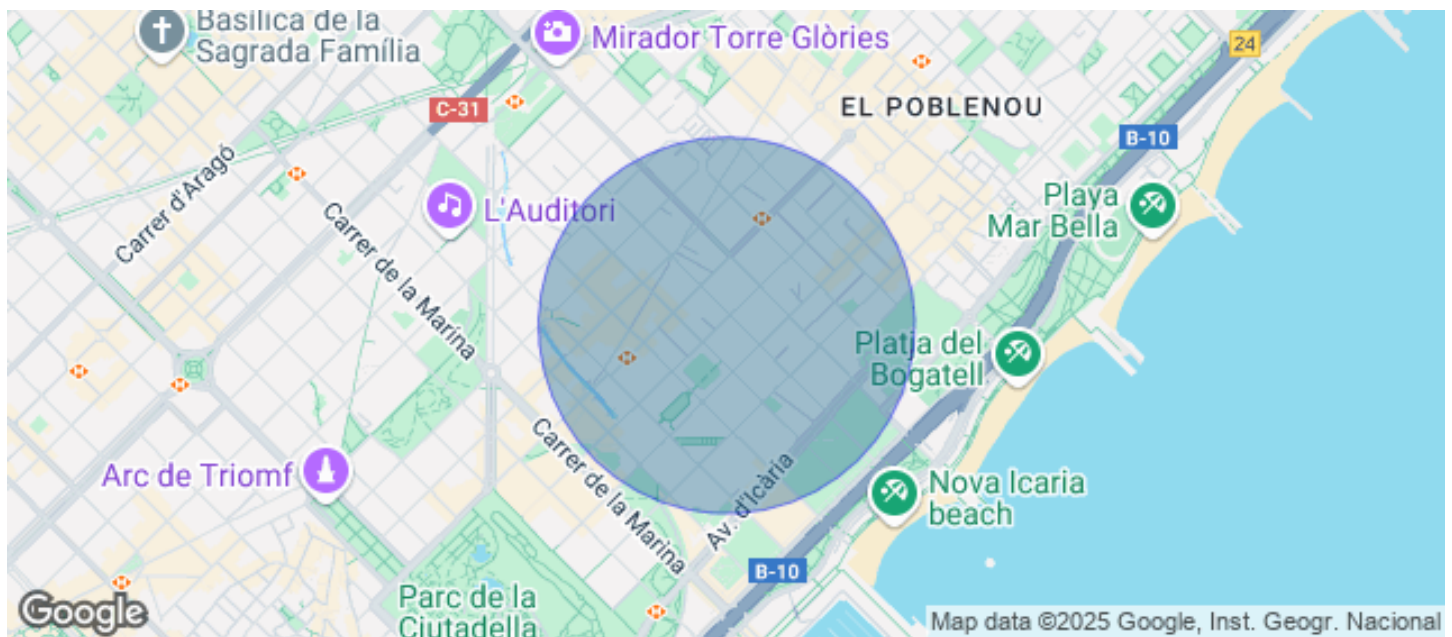 Basílica de la
Sagrada Família
Mirador Torre Glòries
24
C-31
EL POBLENOU
B-10
Carrer d'Aragó
L'Auditori
Playa
Mar Bella
Carrer de la Marina
Platja del
Bogatell
Arc de Triomf
Carrer de la Marina
Av. d'Icària
Nova Icaria
beach
B-10
Parc de la
Ciutadella
Google
Map data ©2025 Google, Inst. Geogr. Nacional